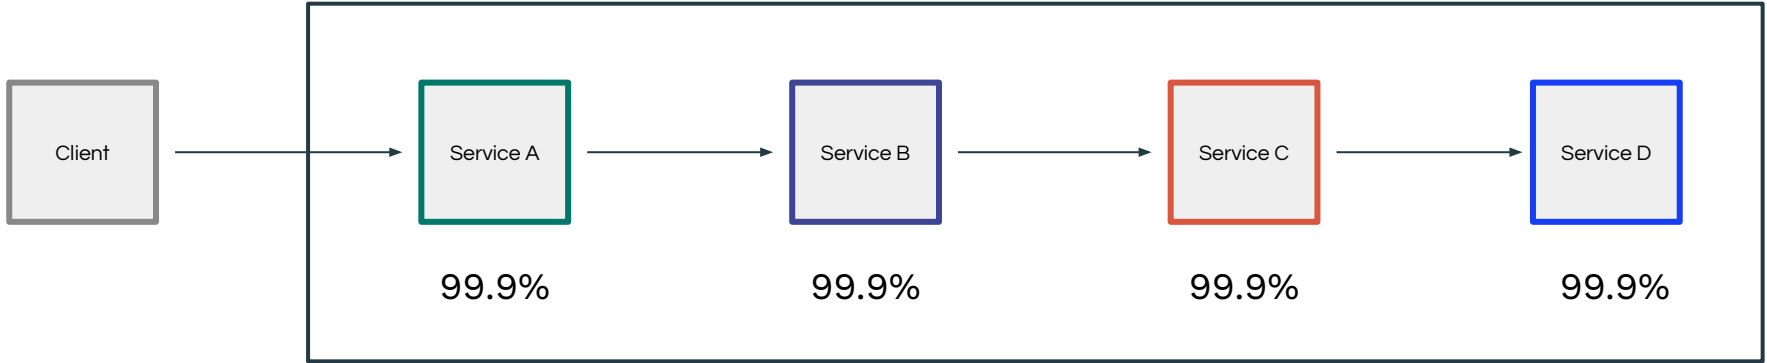 Client
Service A
Service B
Service C
Service D
99.9%
99.9%
99.9%
99.9%